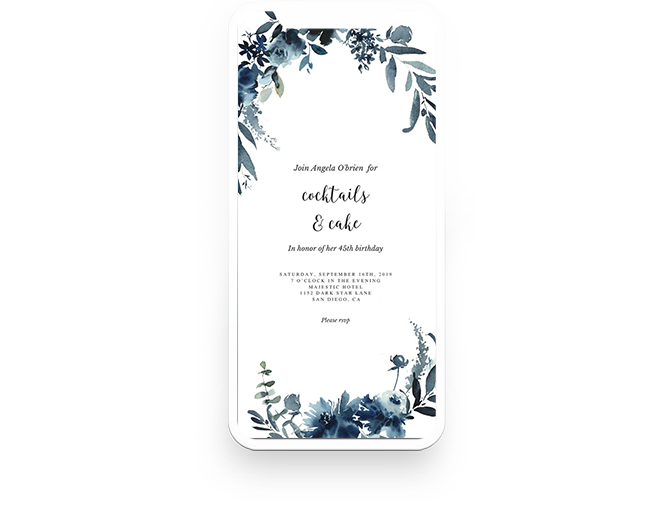 Join Angela O'brien for
cocktails
& cake
In honor of her 45th birthday
SATURDAY, SEPTEMBER 16TH, 2019
7 O'CLOCK IN THE EVENING
MAJESTIC HOTEL
1152 DARK STAR LANE
SAN DIEGO, CA
Please rsvp